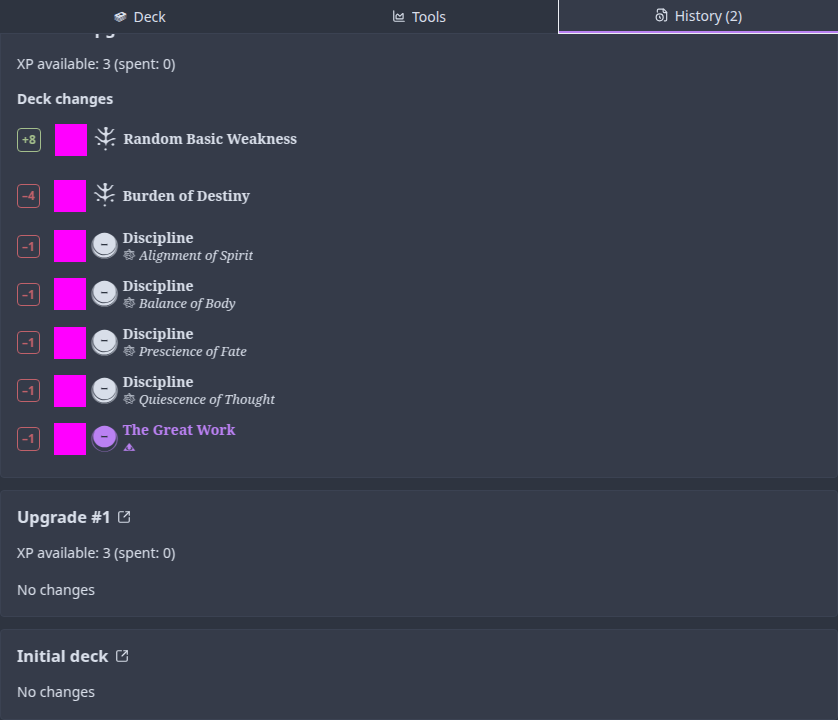 Deck
Tools
History (2)
XP available: 3 (spent: 0)
Deck changes
+8
Random Basic Weakness
−4
Burden of Destiny
−1
Discipline
Alignment of Spirit
−1
Discipline
Balance of Body
−1
Discipline
Prescience of Fate
−1
Discipline
Quiescence of Thought
−1
The Great Work
Upgrade #1
XP available: 3 (spent: 0)
No changes
Initial deck
No changes